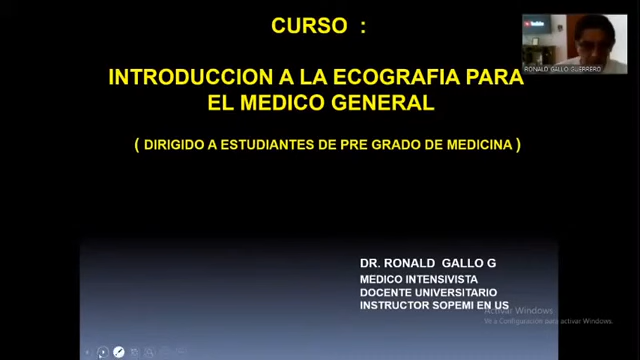 CURSO :
INTRODUCCION A LA ECOGRAFIA PARA
EL MEDICO GENERAL
( DIRIGIDO A ESTUDIANTES DE PRE GRADO DE MEDICINA )
RONALD GALLO GUERRERO
DR. RONALD GALLO G
MEDICO INTENSIVISTA
DOCENTE UNIVERSITARIO
INSTRUCTOR SOPEMI EN US
Activar Windows
Ve a Configuración para activar Windows.